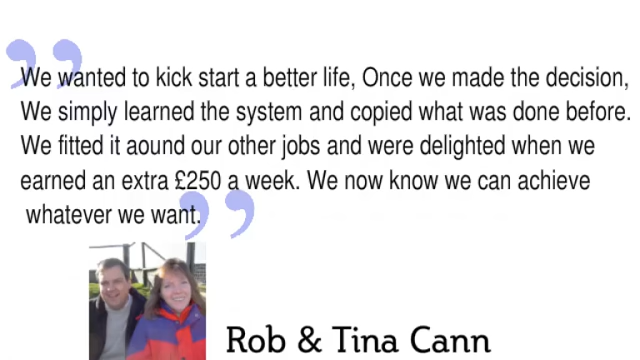 We wanted to kick start a better life, Once we made the decision,
We simply learned the system and copied what was done before.
We fitted it aound our other jobs and were delighted when we
earned an extra £250 a week. We now know we can achieve
whatever we want.
Rob & Tina Cann